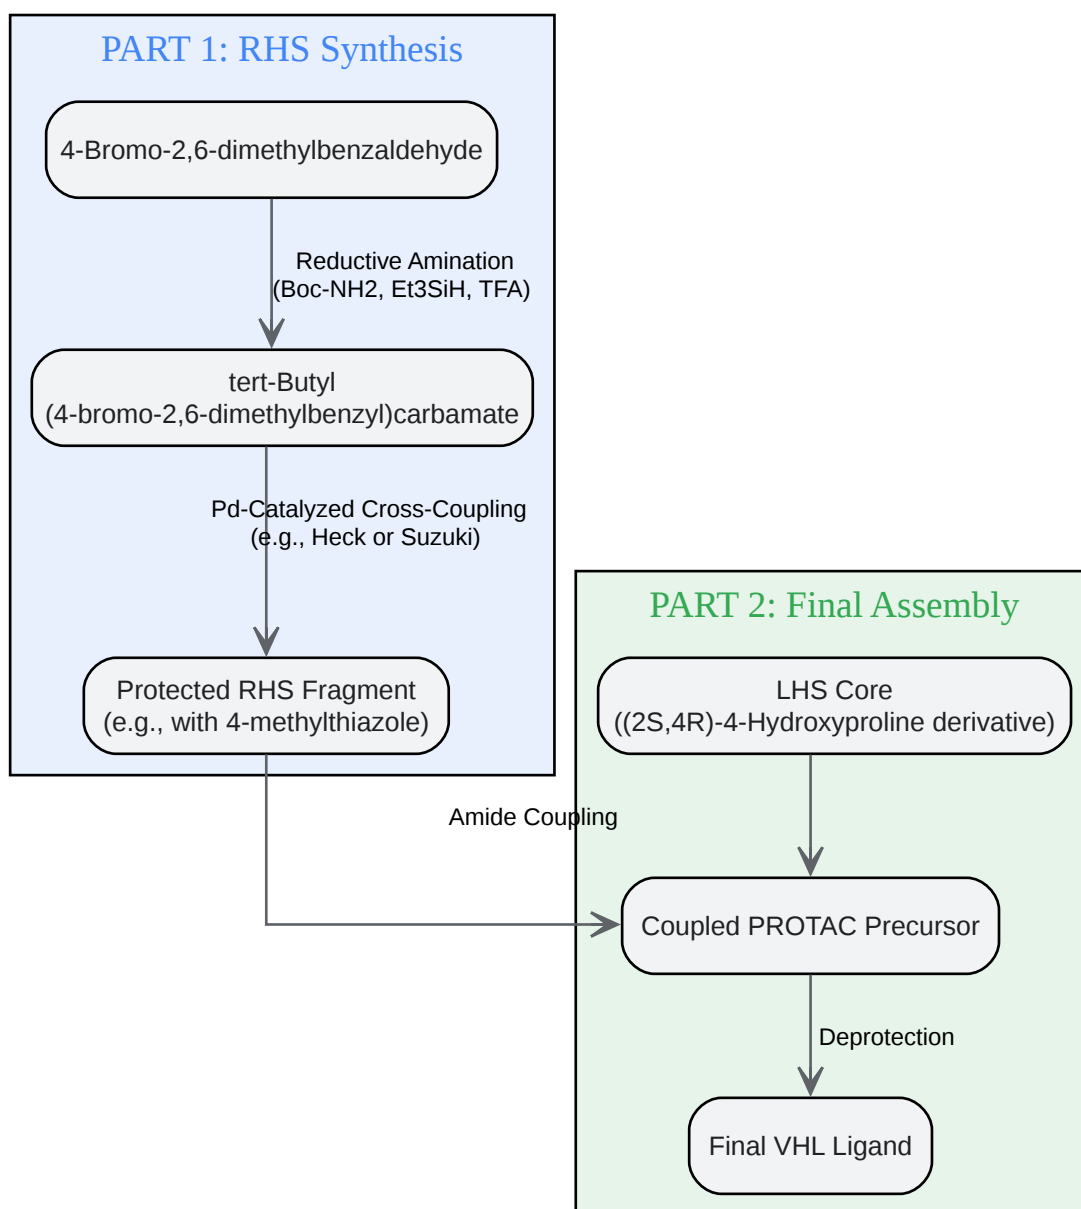 PART 1: RHS Synthesis
4-Bromo-2,6-dimethylbenzaldehyde
Reductive Amination
(Boc-NH2, Et3SiH, TFA)
tert-Butyl
(4-bromo-2,6-dimethylbenzyl)carbamate
Pd-Catalyzed Cross-Coupling
(e.g., Heck or Suzuki)
Protected RHS Fragment
(e.g., with 4-methylthiazole)
PART 2: Final Assembly
LHS Core
((2S,4R)-4-Hydroxyproline derivative)
Amide Coupling
Coupled PROTAC Precursor
Deprotection
Final VHL Ligand